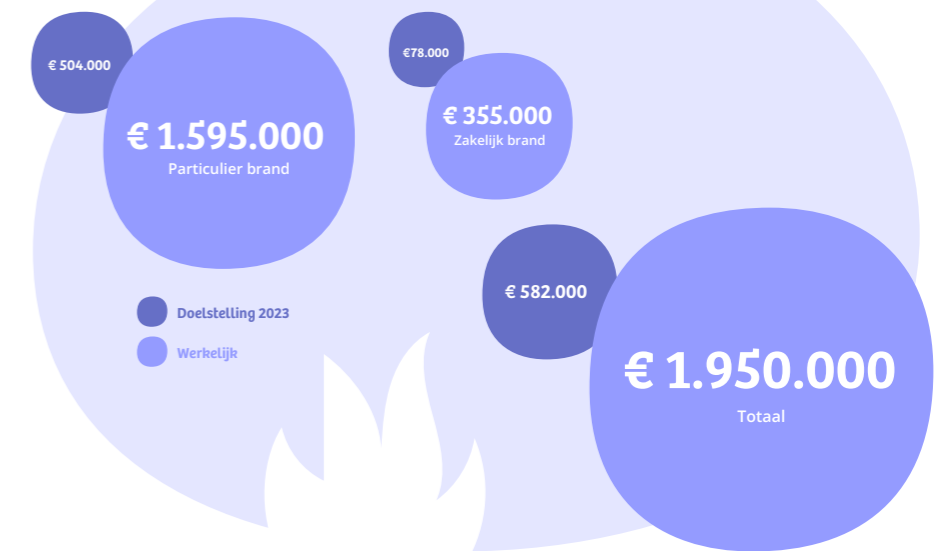 € 504.000
€ 1.595.000
Particulier brand
€78.000
€ 355.000
Zakelijk brand
€ 582.000
€ 1.950.000
Totaal
Doelstelling 2023
Werkelijk